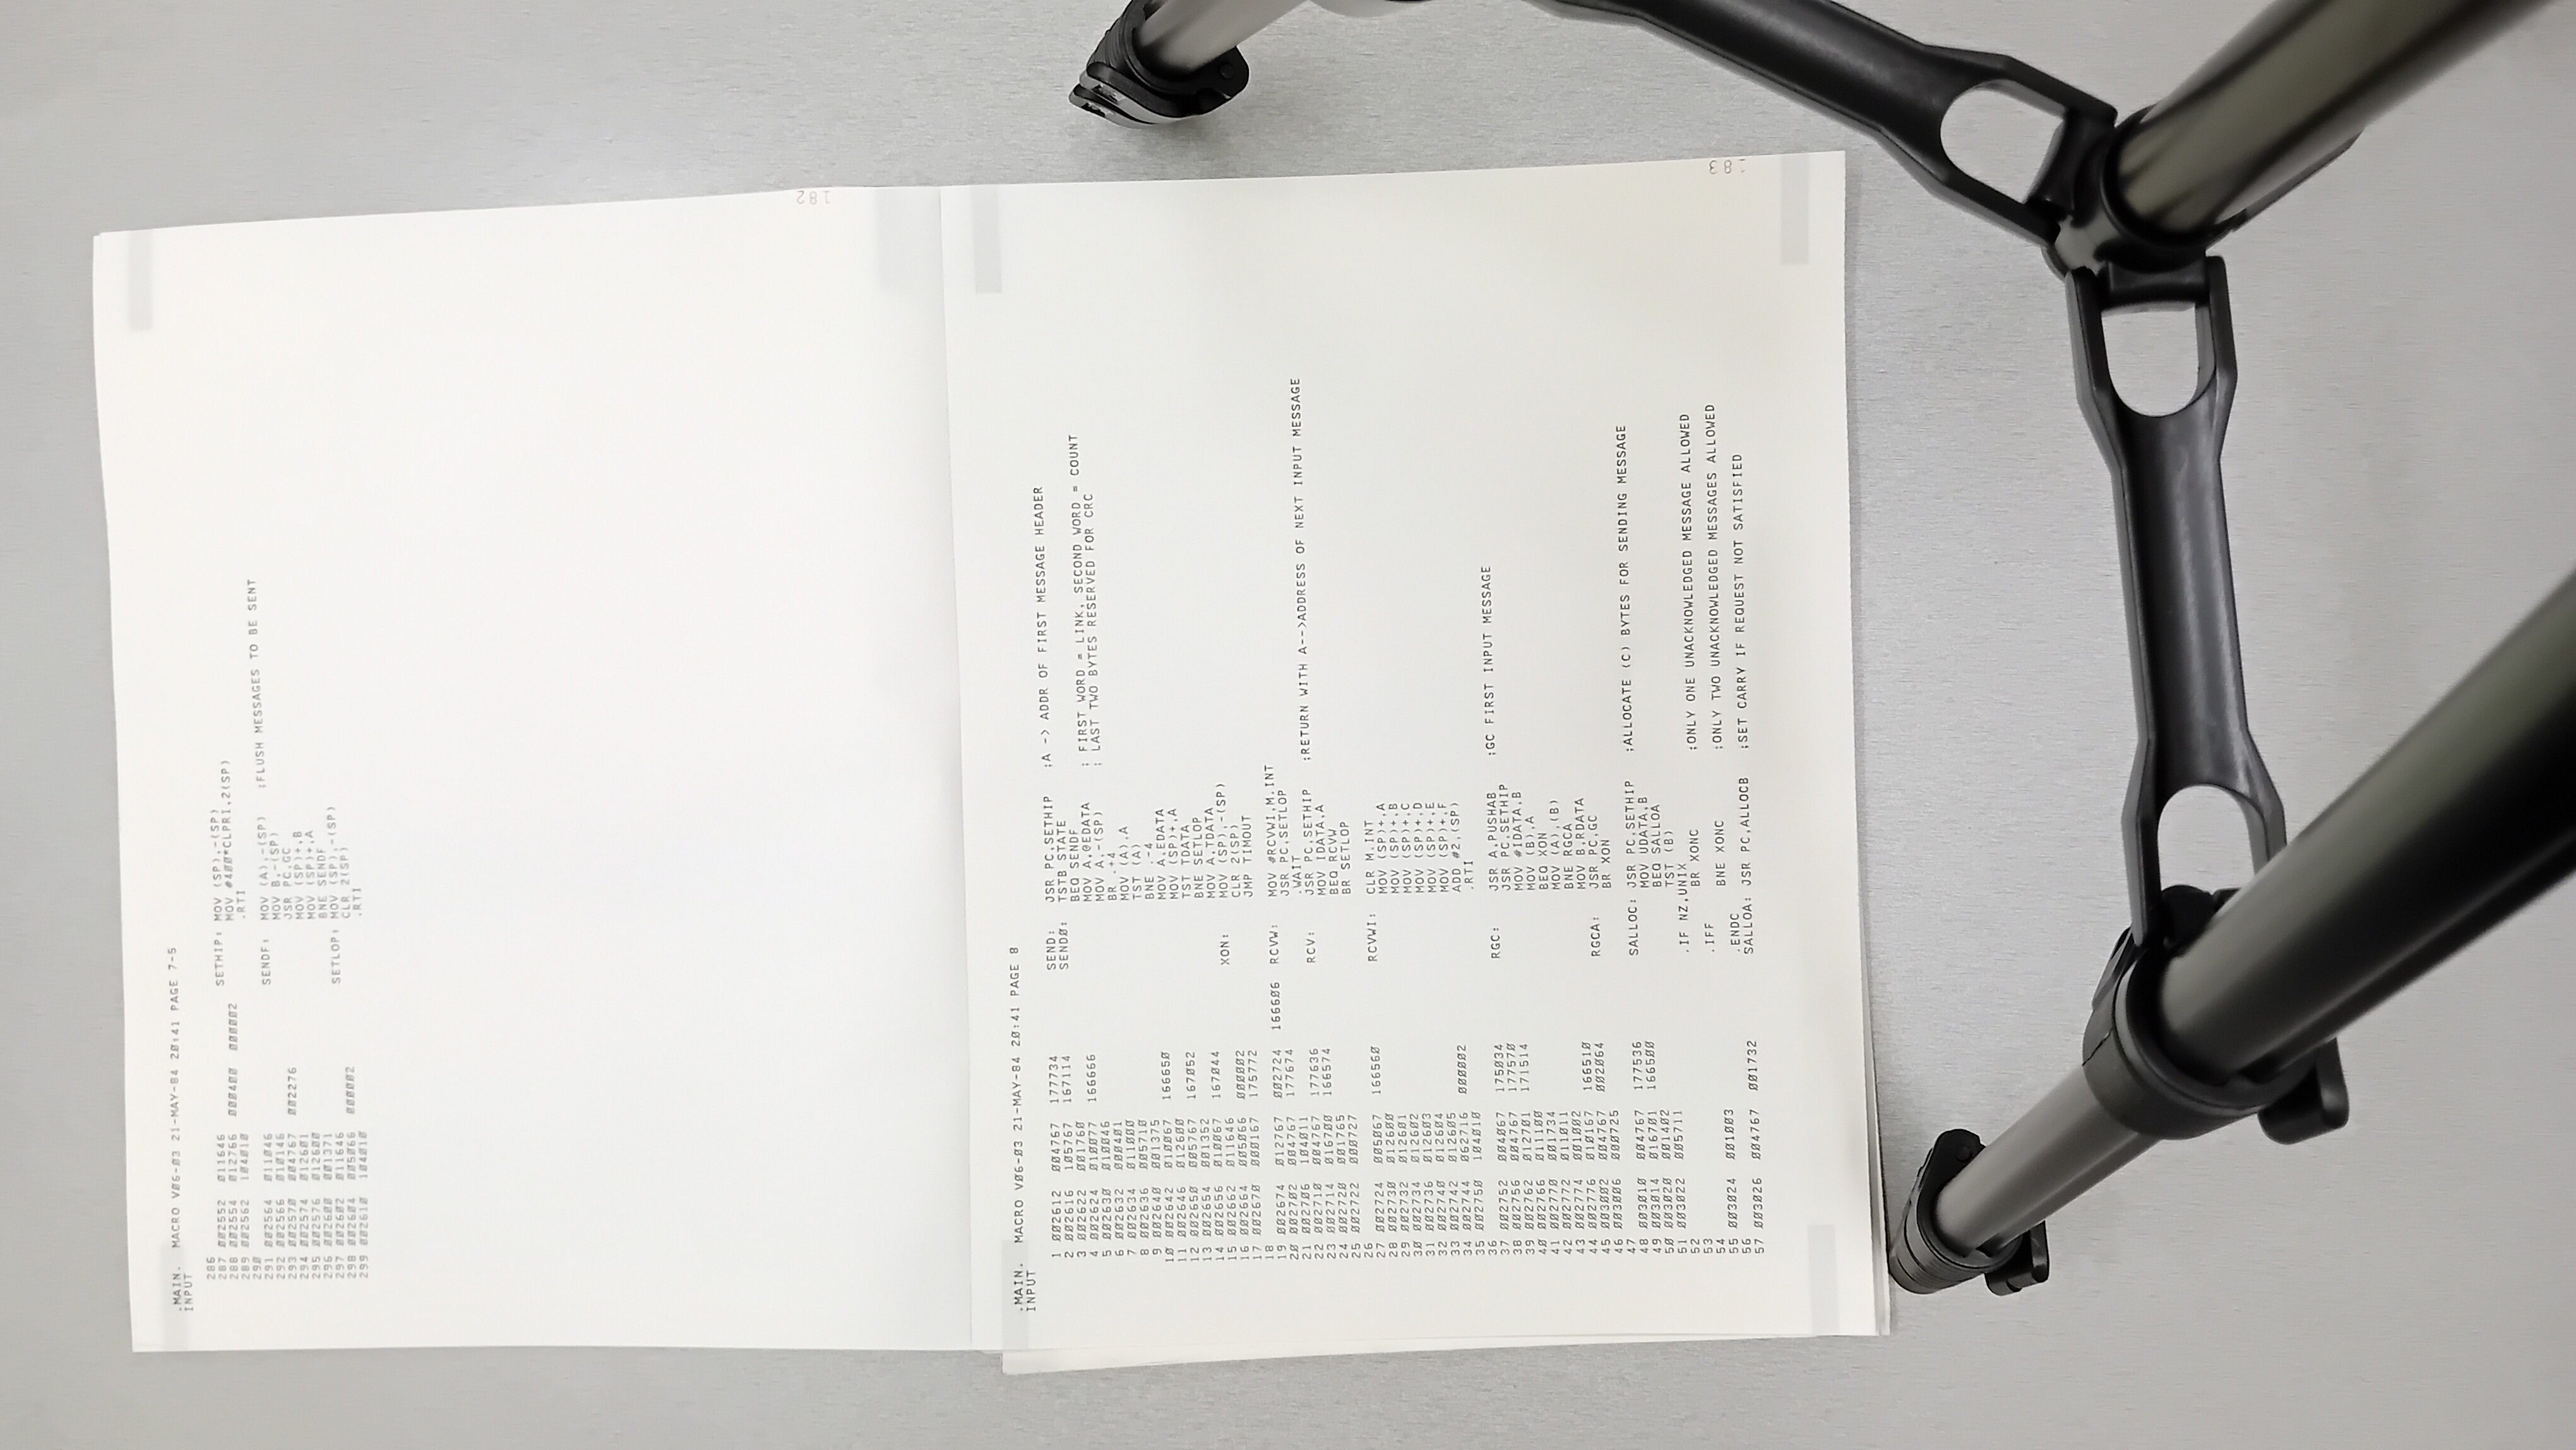 .MAIN. MACRO V06-03 21-MAY-84 20:41 PAGE 7-5
INPUT
286
287 002552 011646 SETHIP: MOV (SP),-(SP)
288 002554 012766 000400 000002 MOV #400*CLPRI,2(SP)
289 002562 104010 .RTI
290
291 002564 011046 SENDF: MOV (A),-(SP) ;FLUSH MESSAGES TO BE SENT
292 002566 010146 MOV B,-(SP)
293 002570 004767 002276 JSR PC,GC
294 002574 012601 MOV (SP)+,B
295 002576 012600 MOV (SP)+,A
296 002600 001371 BNE SENDF
297 002602 011646 SETLOP: MOV (SP),-(SP)
298 002604 005066 000002 CLR 2(SP)
299 002610 104010 .RTI
182
.MAIN. MACRO V06-03 21-MAY-84 20:41 PAGE 8
INPUT
1 002612 004767 177734 SEND: JSR PC,SETHIP ;A -> ADDR OF FIRST MESSAGE HEADER
2 002616 105767 167114 SEND0: TSTB STATE
3 002622 001760 BEQ SENDF
4 002624 010077 166666 MOV A,@EDATA ; FIRST WORD = LINK, SECOND WORD = COUNT
5 002630 010046 MOV A,-(SP) ; LAST TWO BYTES RESERVED FOR CRC
6 002632 000401 BR .+4
7 002634 011000 MOV (A),A
8 002636 005710 TST (A)
9 002640 001375 BNE .-4
10 002642 010067 166650 MOV A,EDATA
11 002646 012600 MOV (SP)+,A
12 002650 005767 167052 TST TDATA
13 002654 001352 BNE SETLOP
14 002656 010067 167044 MOV A,TDATA
15 002662 011646 XON: MOV (SP),-(SP)
16 002664 005066 000002 CLR 2(SP)
17 002670 000167 175772 JMP TIMOUT
18
19 002674 012767 002724 166606 RCVW: MOV #RCVWI,M.INT
20 002702 004767 177674 JSR PC,SETLOP
21 002706 104011 .WAIT
22 002710 004767 177636 RCV: JSR PC,SETHIP ;RETURN WITH A-->ADDRESS OF NEXT INPUT MESSAGE
23 002714 016700 166574 MOV IDATA,A
24 002720 001765 BEQ RCVW
25 002722 000727 BR SETLOP
26
27 002724 005067 166560 RCVWI: CLR M.INT
28 002730 012600 MOV (SP)+,A
29 002732 012601 MOV (SP)+,B
30 002734 012602 MOV (SP)+,C
31 002736 012603 MOV (SP)+,D
32 002740 012604 MOV (SP)+,E
33 002742 012605 MOV (SP)+,F
34 002744 062716 000002 ADD #2,(SP)
35 002750 104010 .RTI
36
37 002752 004067 175034 RGC: JSR A,PUSHAB ;GC FIRST INPUT MESSAGE
38 002756 004767 177570 JSR PC,SETHIP
39 002762 012701 171514 MOV #IDATA,B
40 002766 011100 MOV (B),A
41 002770 001734 BEQ XON
42 002772 011011 MOV (A),(B)
43 002774 001002 BNE RGCA
44 002776 010167 166510 MOV B,RDATA
45 003002 004767 002064 RGCA: JSR PC,GC
46 003006 000725 BR XON
47
48 003010 004767 177536 SALLOC: JSR PC,SETHIP ;ALLOCATE (C) BYTES FOR SENDING MESSAGE
49 003014 016701 166500 MOV UDATA,B
50 003020 001402 BEQ SALLOA
51 003022 005711 TST (B)
52 .IF NZ,UNIX
53 BR XONC ;ONLY ONE UNACKNOWLEDGED MESSAGE ALLOWED
54 .IFF
55 003024 001003 BNE XONC ;ONLY TWO UNACKNOWLEDGED MESSAGES ALLOWED
56 .ENDC
57 003026 004767 001732 SALLOA: JSR PC,ALLOCB ;SET CARRY IF REQUEST NOT SATISFIED
183